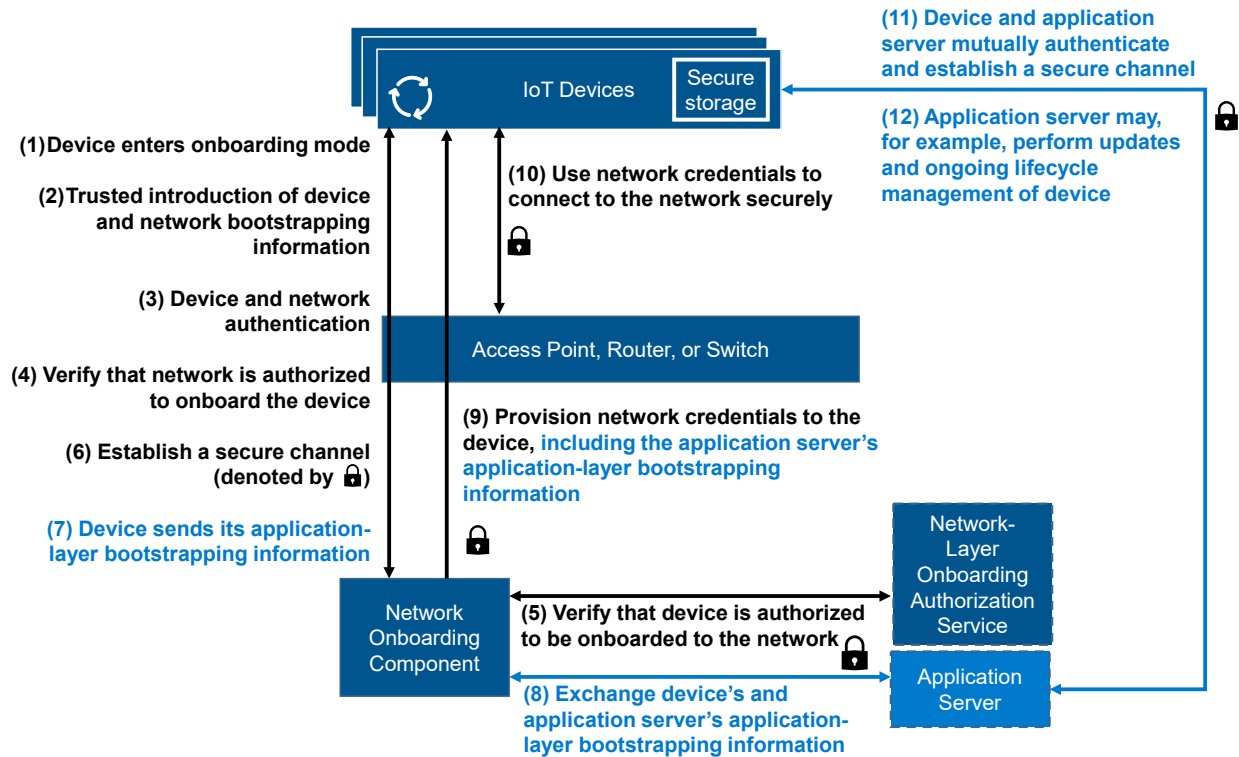 (11) Device and application
server mutually authenticate
and establish a secure channel
IoT Devices
Secure
storage
(12) Application server may,
for example, perform updates
and ongoing lifecycle
management of device
(1)Device enters onboarding mode
(2)Trusted introduction of device
and network bootstrapping
information
(10) Use network credentials to
connect to the network securely
(3) Device and network
authentication
Access Point, Router, or Switch
(4) Verify that network is authorized
to onboard the device
(9) Provision network credentials to the
device, including the application server’s
application-layer bootstrapping
information
(6) Establish a secure channel
(denoted by )
(7) Device sends its application-
layer bootstrapping information
Network-
Layer
Onboarding
Authorization
Service
Network
Onboarding
Component
(5) Verify that device is authorized
to be onboarded to the network
Application
Server
(8) Exchange device’s and
application server’s application-
layer bootstrapping information